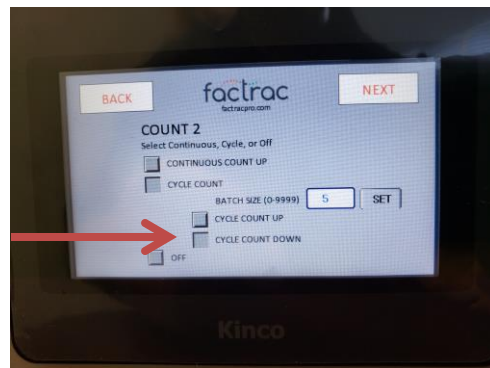 BACK
factrac
factracpro.com
NEXT
COUNT 2
Select Continuous, Cycle, or Off
CONTINUOUS COUNT UP
CYCLE COUNT
BATCH SIZE (0-9999) 5 SET
CYCLE COUNT UP
CYCLE COUNT DOWN
OFF
Kinco